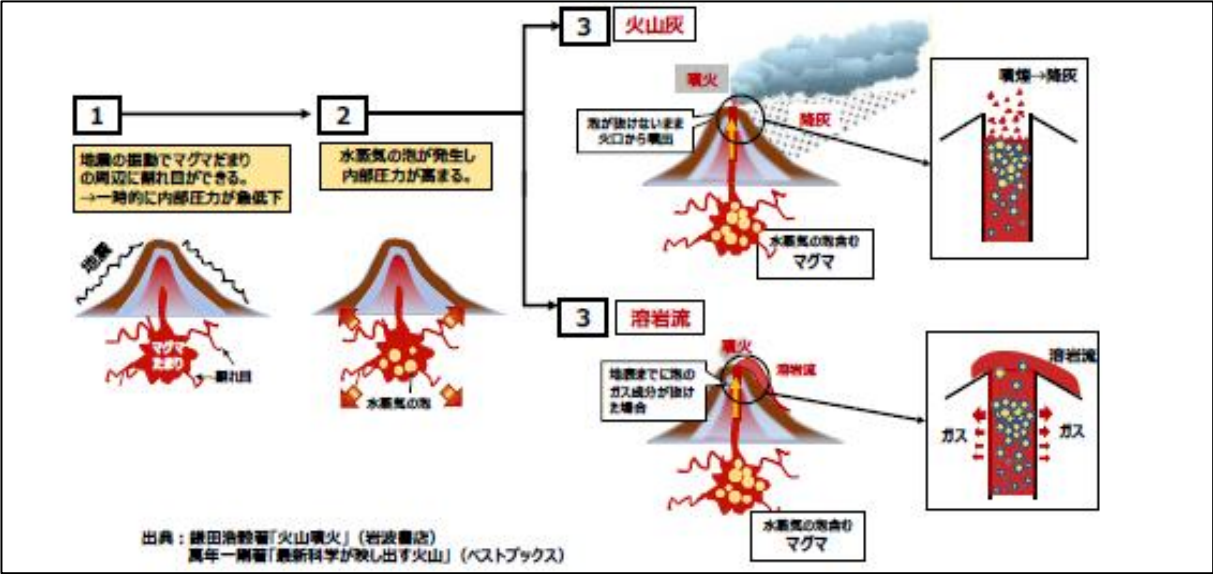 1
地震の振動でマグマだまり
の周辺に割れ目ができる。
→一時的に内部圧力が急低下
地震
マグマ
だまり
割れ目
2
水蒸気の泡が発生し
内部圧力が高まる。
水蒸気の泡
3 火山灰
噴火
泡が抜けないまま
火口から噴出
降灰
水蒸気の泡含む
マグマ
噴煙→降灰
3 溶岩流
噴火
溶岩流
地表までに泡の
ガス成分が抜け
た場合
水蒸気の泡含む
マグマ
溶岩流
ガス
ガス
出典：鎌田浩毅著「火山噴火」（岩波書店）
萬年一剛著「最新科学が映し出す火山」（ベストブックス）